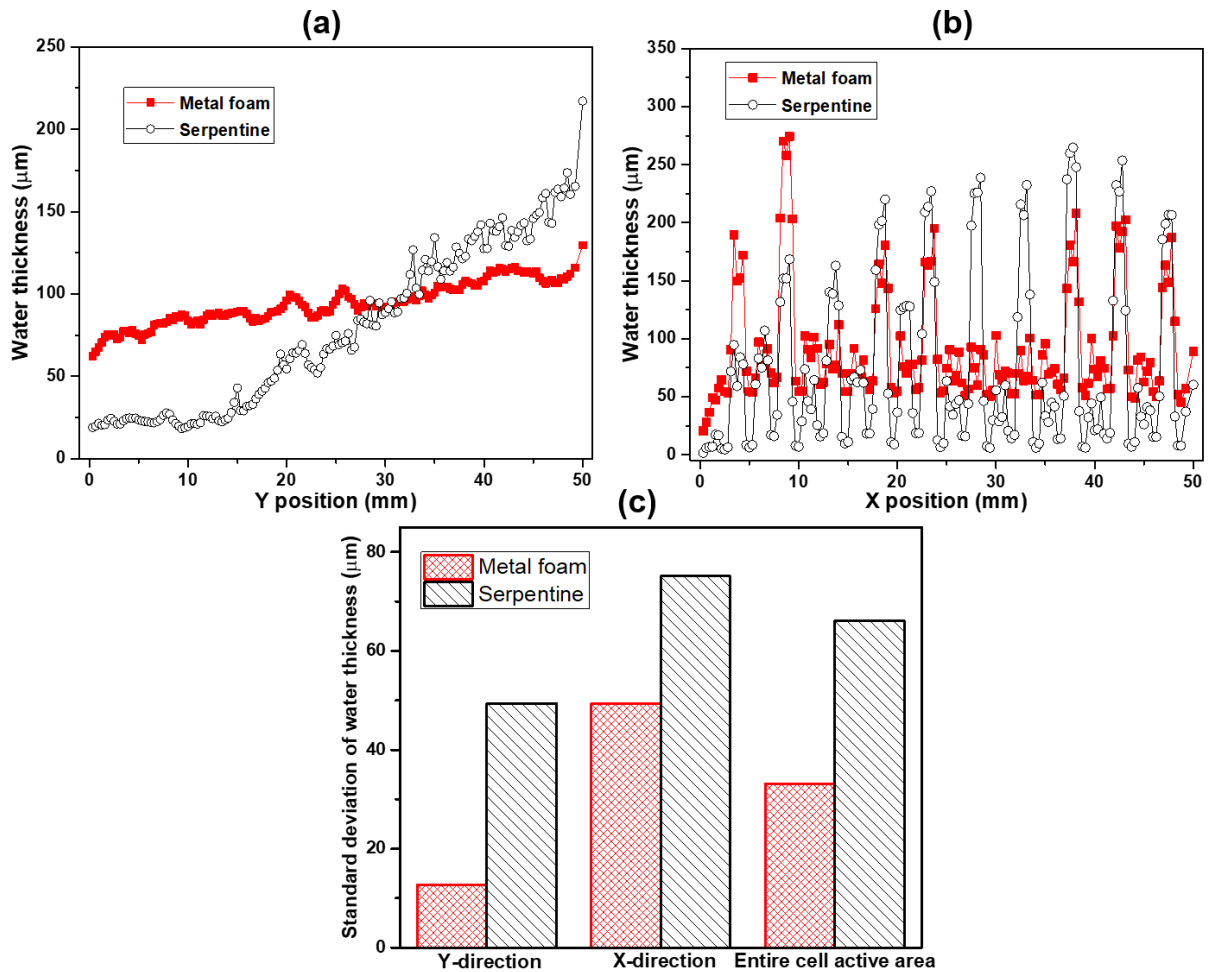 (a)
250
200
150
100
50
0
Water thickness (μm)
Metal foam
Serpentine
0 10 20 30 40 50
Y position (mm)
(b)
350
300
250
200
150
100
50
0
Water thickness (μm)
Metal foam
Serpentine
0 10 20 30 40 50
X position (mm)
(c)
80
60
40
20
0
Standard deviation of water thickness (μm)
Metal foam
Serpentine
Y-direction X-direction Entire cell active area